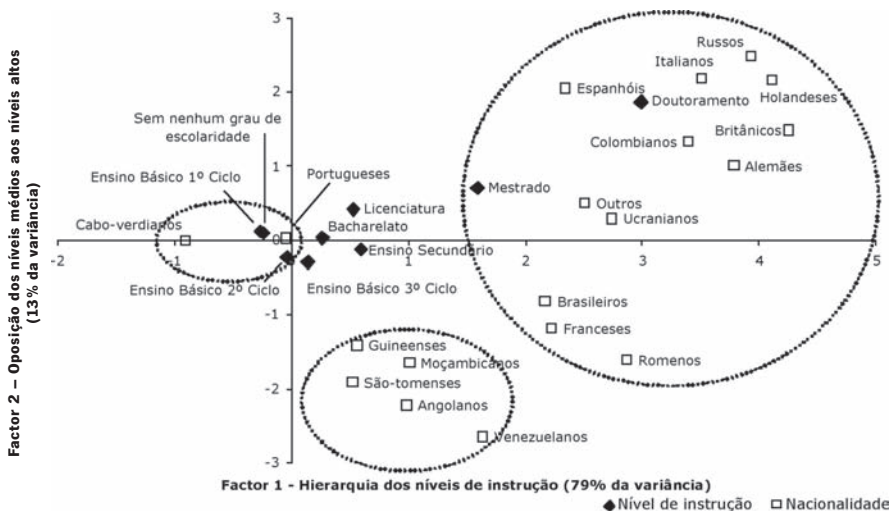 Factor 2 – Oposição dos níveis médios aos níveis altos
(13% da variância)
3
Russos
Italianos
Espanhóis
Doutoramento
Holandeses
2
Sem nenhum grau de
escolaridade
Britânicos
Colombianos
Alemães
Ensino Básico 1º Ciclo
Portugueses
1
Mestrado
Licenciatura
Outros
Cabo-verdianos
Bacharelato
Ucranianos
0
Ensino Secundário
-2
-1
0
1
2
3
4
5
Ensino Básico 2º Ciclo
Ensino Básico 3º Ciclo
Brasileiros
-1
Franceses
Guineenses
Moçambicanos
Romenos
São-tomenses
-2
Angolanos
Venezuelanos
-3
Factor 1 - Hierarquia dos níveis de instrução (79% da variância)
Nível de instrução
Nacionalidade